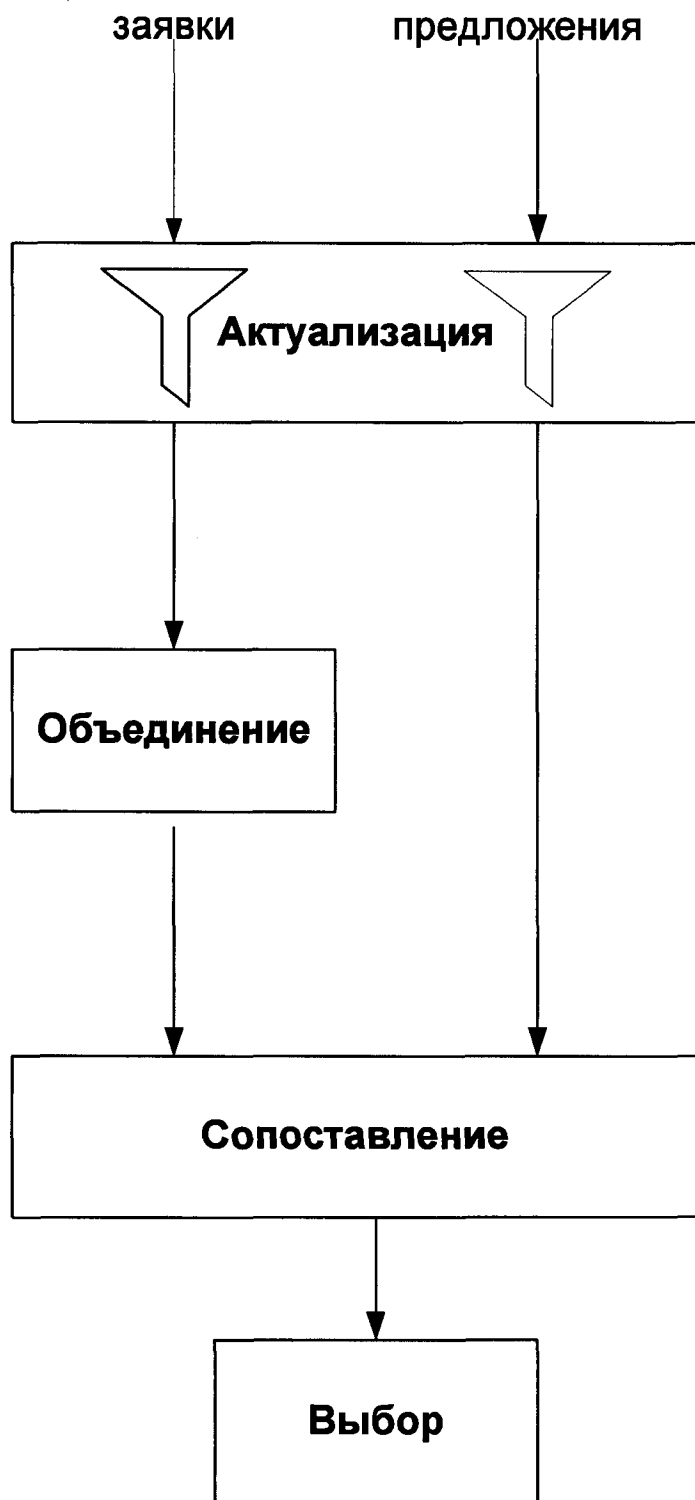 заявки предложения
Актуализация
Объединение
Сопоставление
Выбор